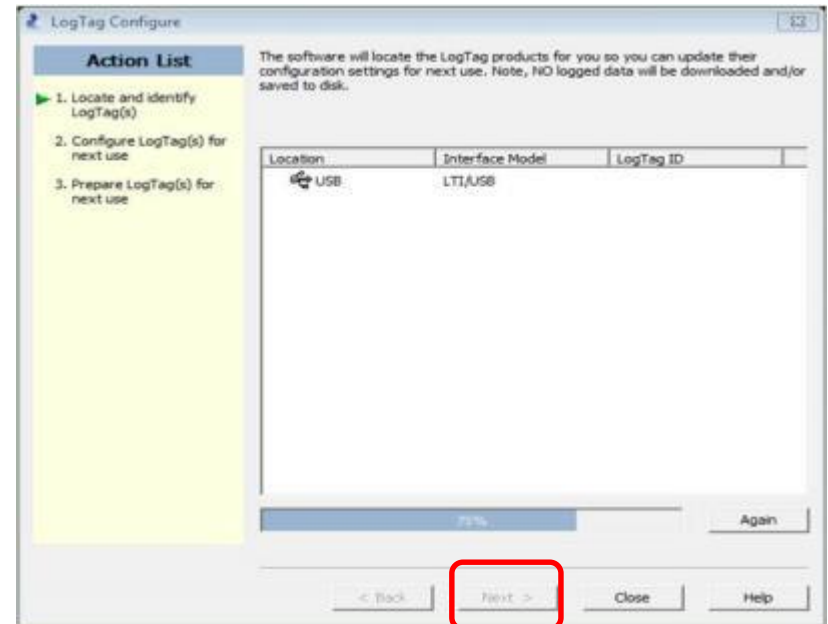 LogTag Configure
Action List
1. Locate and identify
LogTag(s)
2. Configure LogTag(s) for
next use
3. Prepare LogTag(s) for
next use
The software will locate the LogTag products for you so you can update their
configuration settings for next use. Note, NO logged data will be downloaded and/or
saved to disk.
Location Interface Model LogTag ID
USB LTI/USB
Again
< Back Next > Close Help